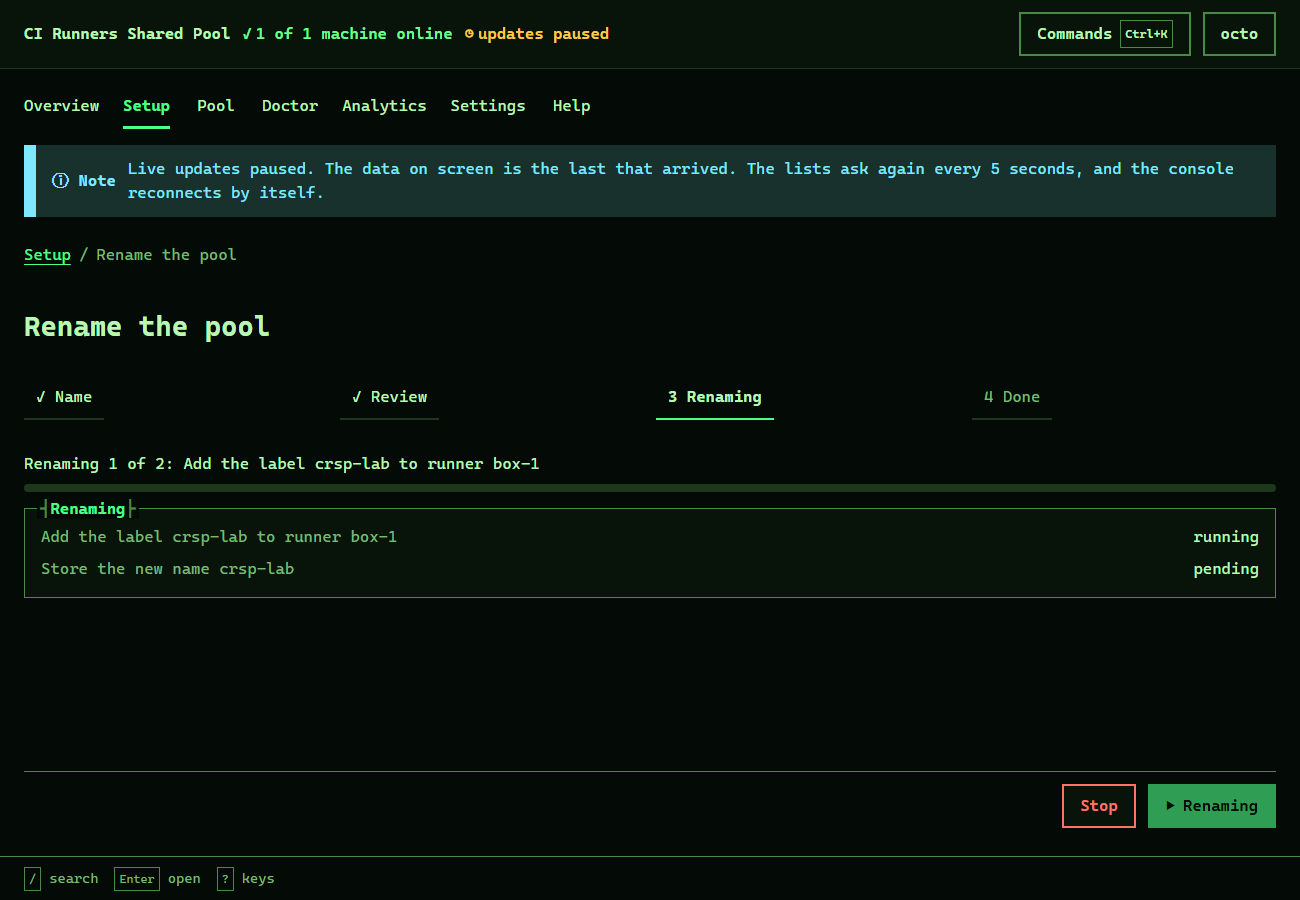 CI Runners Shared Pool ✓ 1 of 1 machine online updates paused
Commands Ctrl+K octo
Overview Setup Pool Doctor Analytics Settings Help
Note Live updates paused. The data on screen is the last that arrived. The lists ask again every 5 seconds, and the console
reconnects by itself.
Setup / Rename the pool
Rename the pool
✓ Name ✓ Review 3 Renaming 4 Done
Renaming 1 of 2: Add the label crsp-lab to runner box-1
Renaming
Add the label crsp-lab to runner box-1 running
Store the new name crsp-lab pending
Stop Renaming
/ search Enter open ? keys